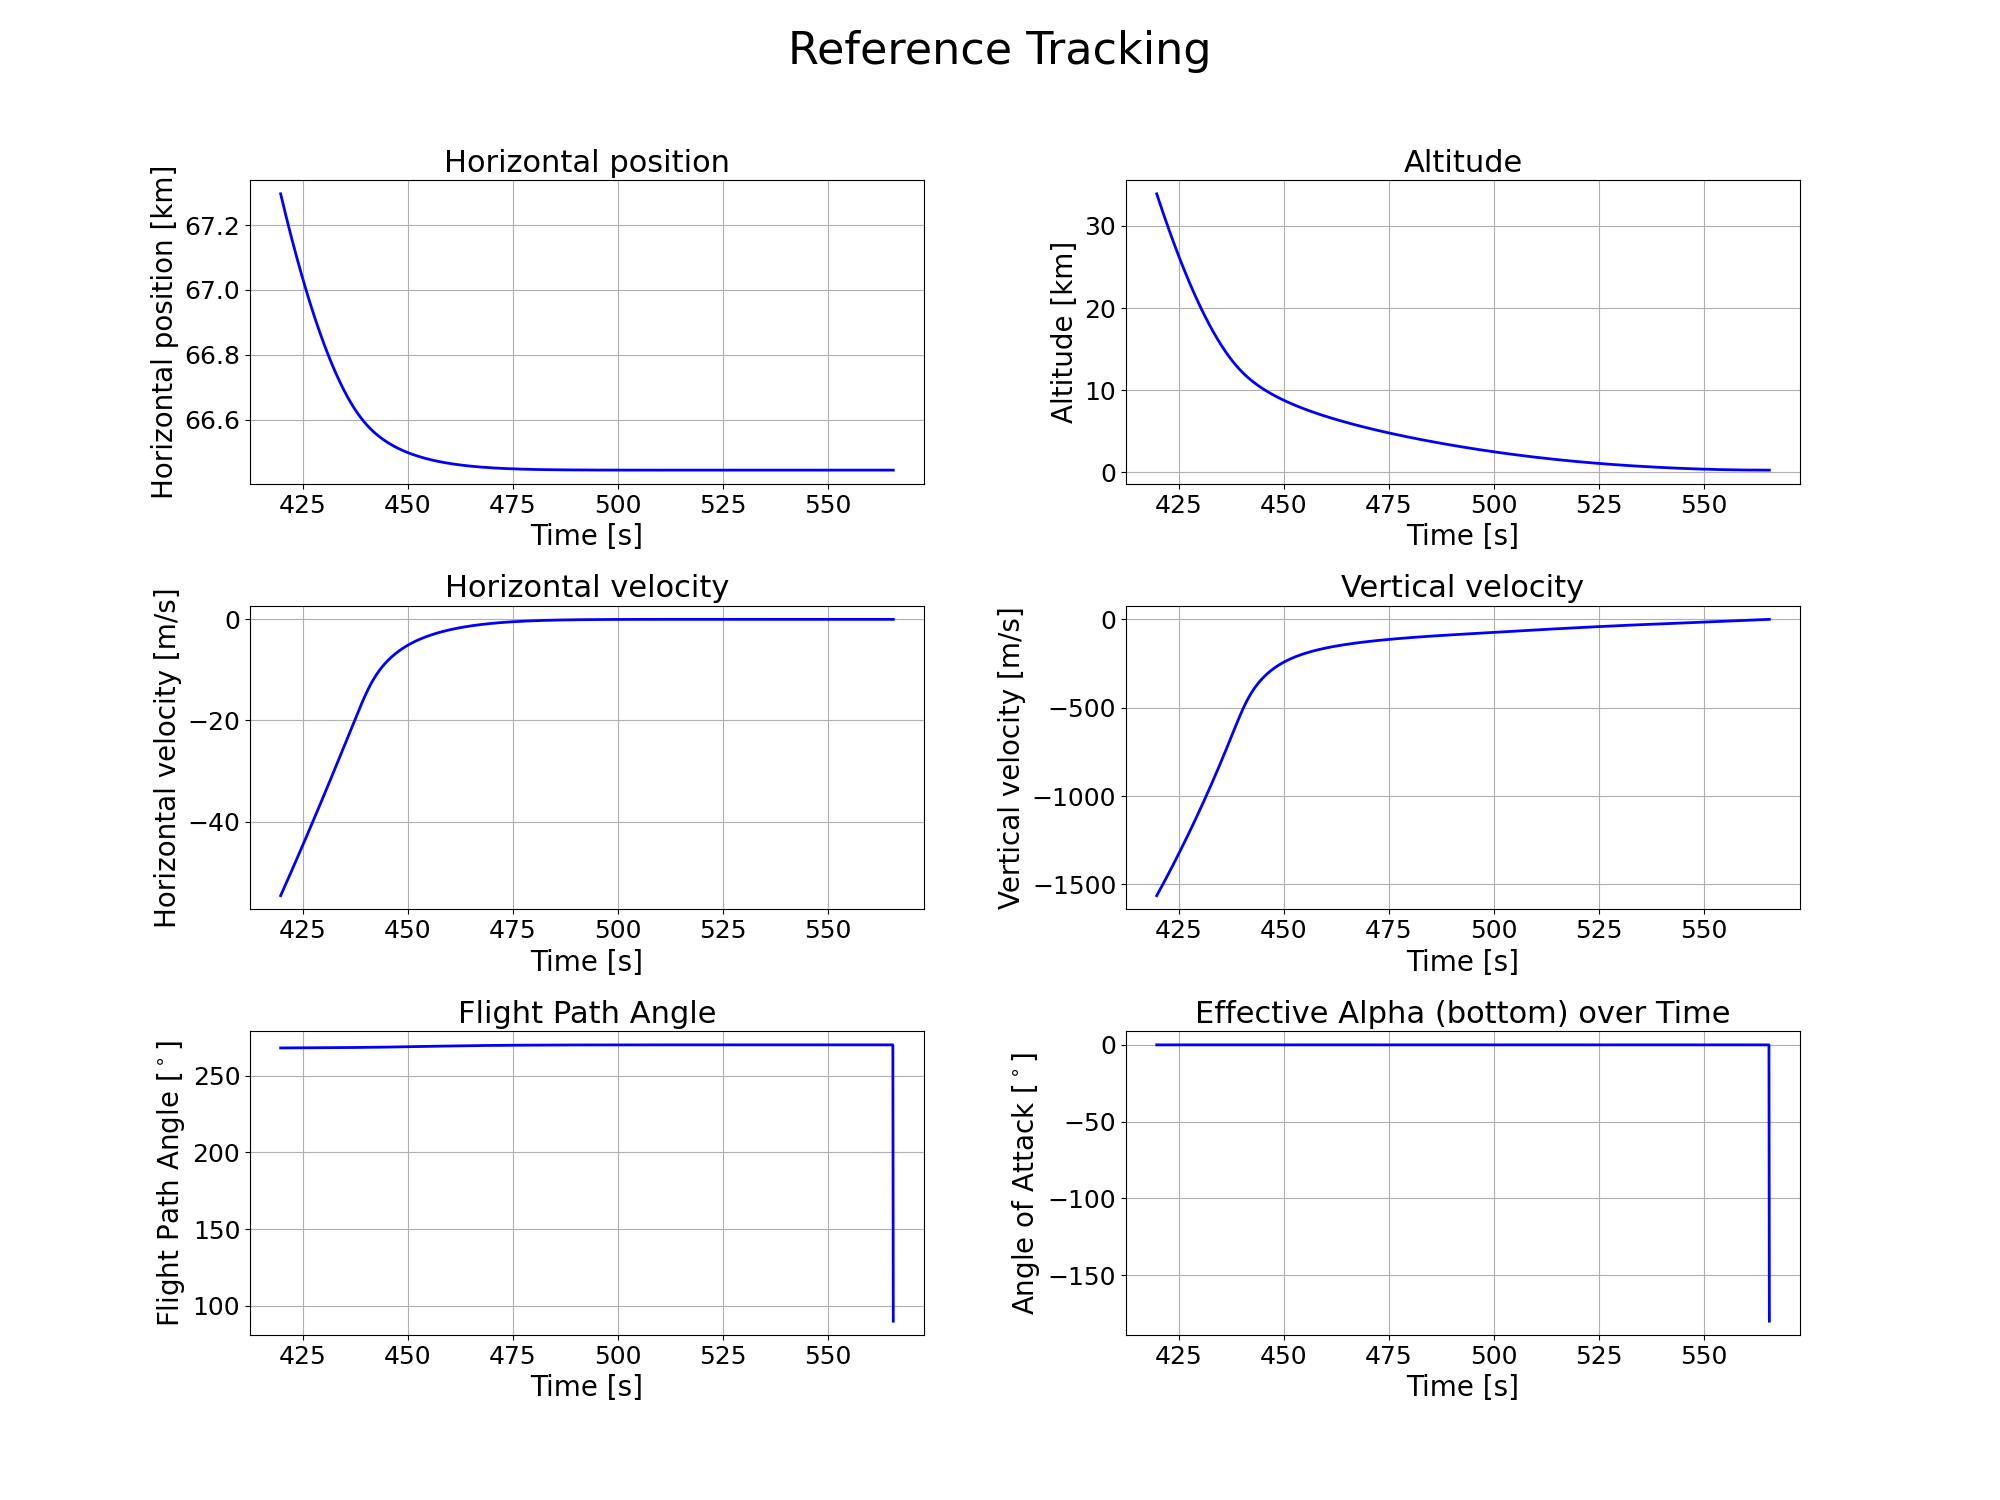 Reference Tracking
Horizontal position
Horizontal position [km]
67.2
67.0
66.8
66.6
425 450 475 500 525 550
Time [s]
Altitude
Altitude [km]
30
20
10
0
425 450 475 500 525 550
Time [s]
Horizontal velocity
Horizontal velocity [m/s]
0
−20
−40
425 450 475 500 525 550
Time [s]
Vertical velocity
Vertical velocity [m/s]
0
−500
−1000
−1500
425 450 475 500 525 550
Time [s]
Flight Path Angle
Flight Path Angle [°]
250
200
150
100
425 450 475 500 525 550
Time [s]
Effective Alpha (bottom) over Time
Angle of Attack [°]
0
−50
−100
−150
425 450 475 500 525 550
Time [s]